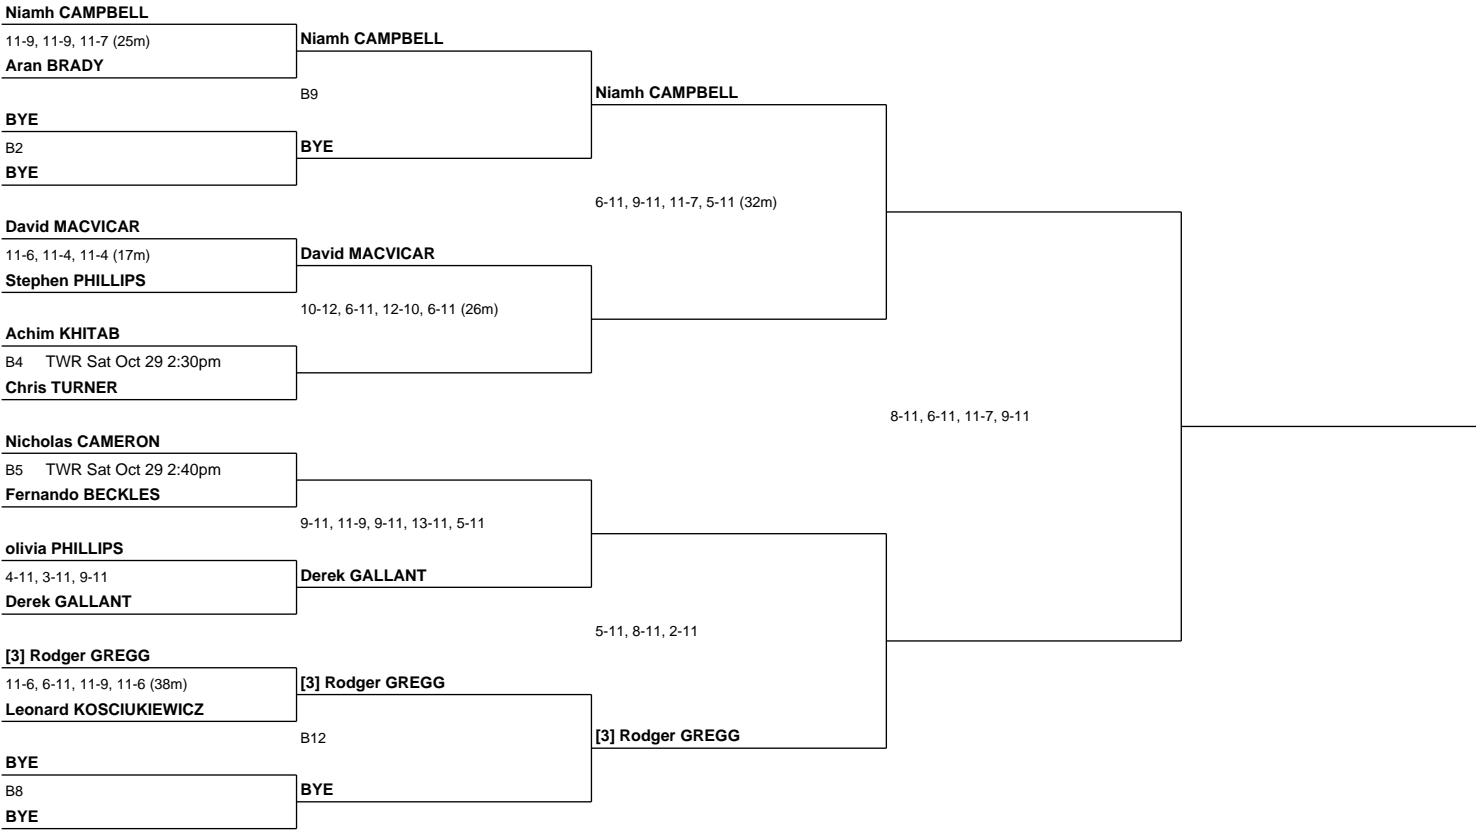 Niamh CAMPBELL
11-9, 11-9, 11-7 (25m)
Aran BRADY
Niamh CAMPBELL
B9
BYE
B2
BYE
BYE
Niamh CAMPBELL
6-11, 9-11, 11-7, 5-11 (32m)
David MACVICAR
11-6, 11-4, 11-4 (17m)
Stephen PHILLIPS
David MACVICAR
10-12, 6-11, 12-10, 6-11 (26m)
Achim KHITAB
B4 TWR Sat Oct 29 2:30pm
Chris TURNER
8-11, 6-11, 11-7, 9-11
Nicholas CAMERON
B5 TWR Sat Oct 29 2:40pm
Fernando BECKLES
9-11, 11-9, 9-11, 13-11, 5-11
olivia PHILLIPS
4-11, 3-11, 9-11
Derek GALLANT
Derek GALLANT
5-11, 8-11, 2-11
[3] Rodger GREGG
11-6, 6-11, 11-9, 11-6 (38m)
Leonard KOSCIUKIEWICZ
[3] Rodger GREGG
B12
[3] Rodger GREGG
BYE
B8
BYE
BYE